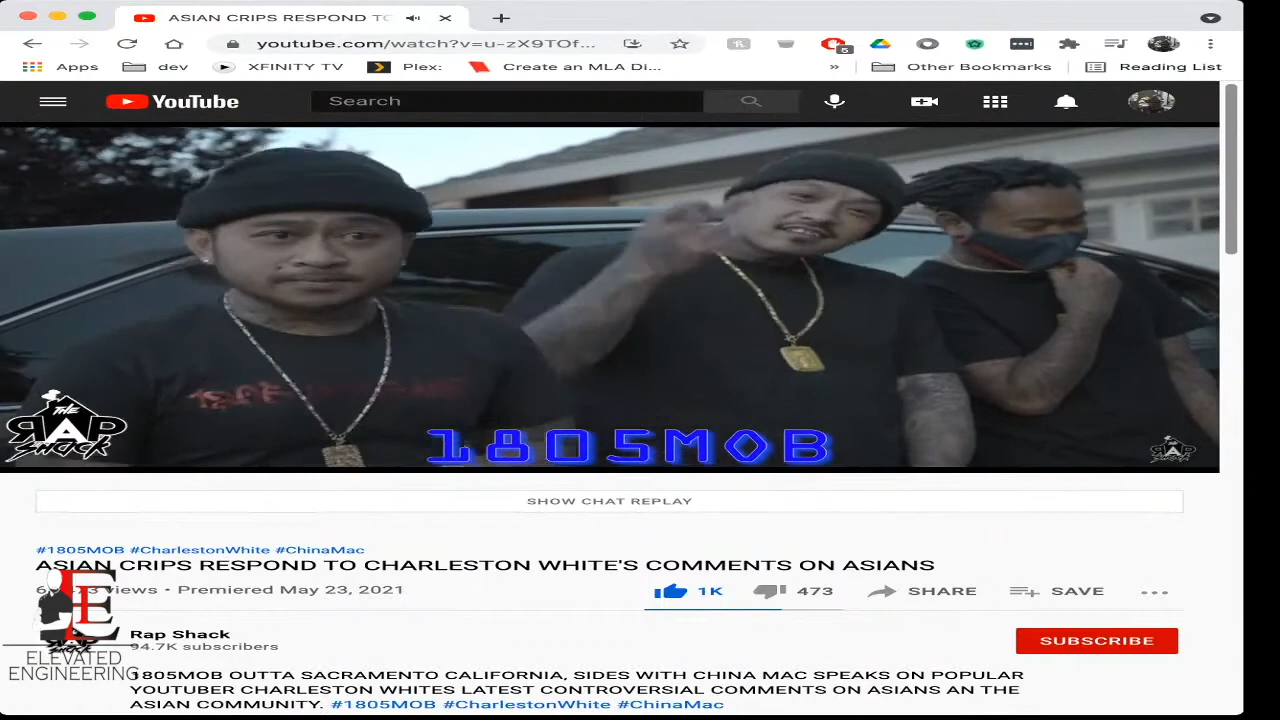 ASIAN CRIPS RESPOND TO
youtube.com/watch?v=u-zX9TOf...
5
Apps dev XFINITY TV Plex: Create an MLA Di... » Other Bookmarks Reading List
YouTube Search
THE
RAP
SHACK
1805MOB
SHOW CHAT REPLAY
#1805MOB #CharlestonWhite #ChinaMac
ASIAN CRIPS RESPOND TO CHARLESTON WHITE'S COMMENTS ON ASIANS
views • Premiered May 23, 2021 1K 473 SHARE SAVE ...
Rap Shack
94.7K subscribers
SUBSCRIBE
E
ELEVATED
ENGINEERING
1805MOB OUTTA SACRAMENTO CALIFORNIA, SIDES WITH CHINA MAC SPEAKS ON POPULAR
YOUTUBER CHARLESTON WHITES LATEST CONTROVERSIAL COMMENTS ON ASIANS AN THE
ASIAN COMMUNITY. #1805MOB #CharlestonWhite #ChinaMac